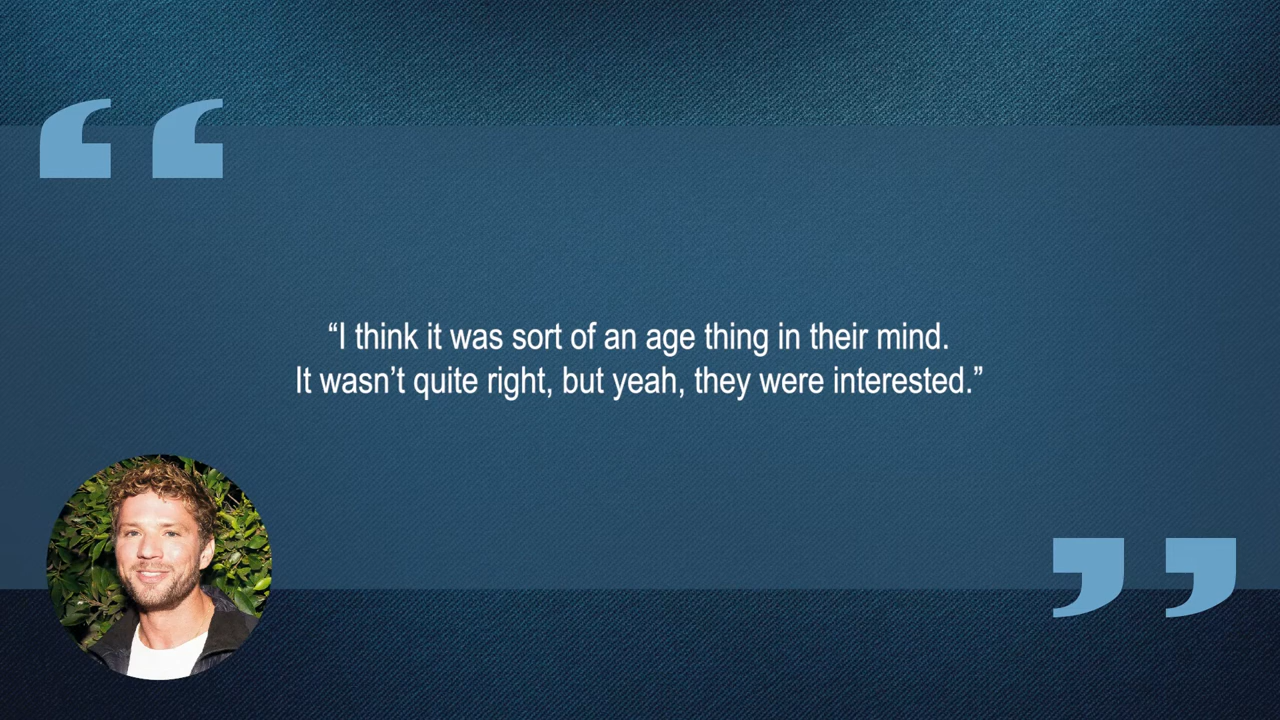 “I think it was sort of an age thing in their mind.
It wasn’t quite right, but yeah, they were interested.”